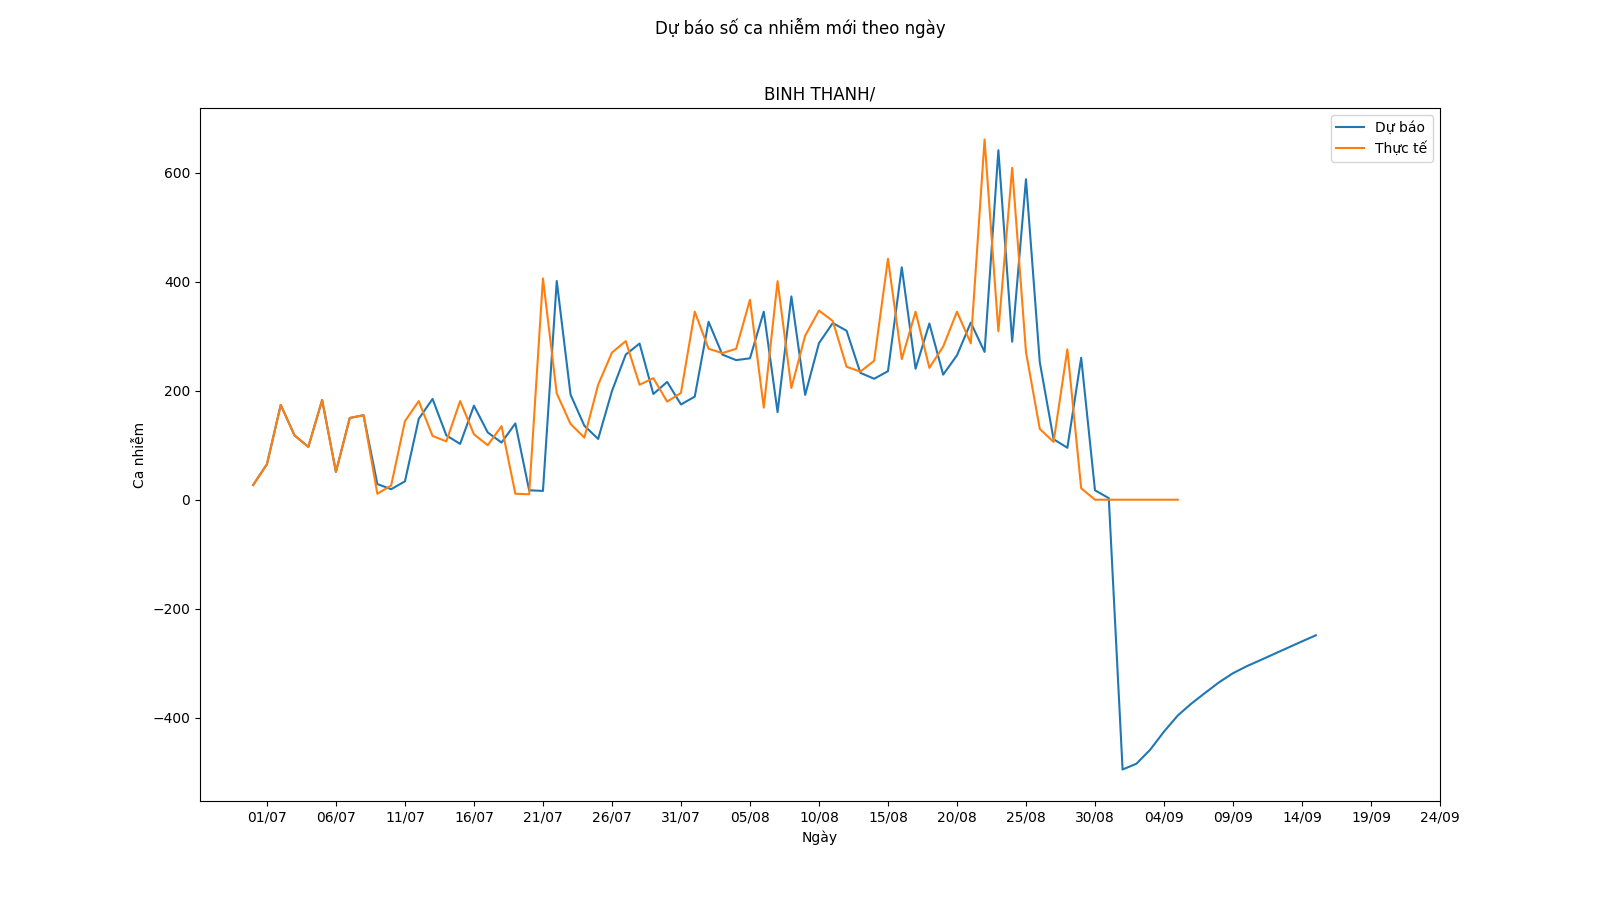 Dự báo số ca nhiễm mới theo ngày
BINH THANH/
Dự báo
Thực tế
Ca nhiễm
600
400
200
0
−200
−400
01/07 06/07 11/07 16/07 21/07 26/07 31/07 05/08 10/08 15/08 20/08 25/08 30/08 04/09 09/09 14/09 19/09 24/09
Ngày